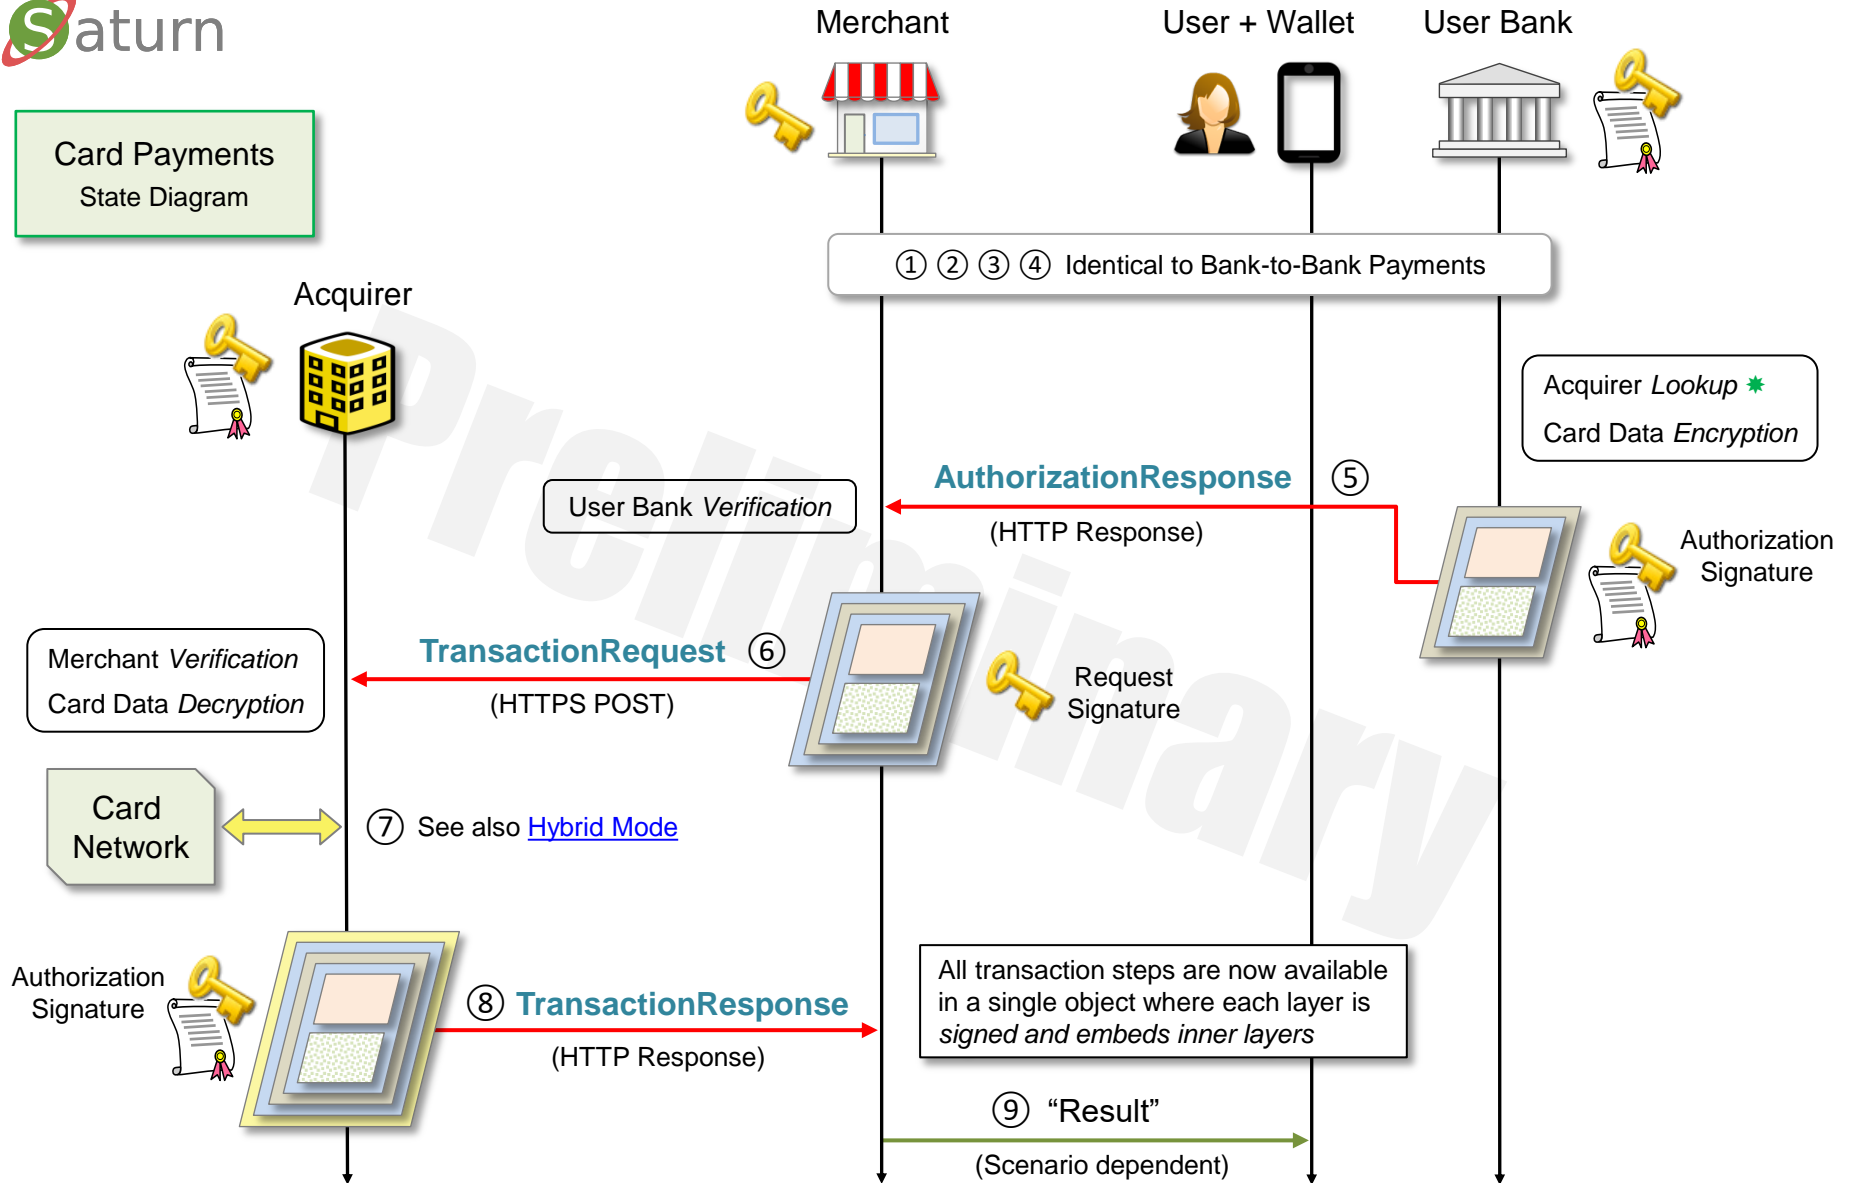 Saturn
Merchant
User + Wallet
User Bank
Card Payments
State Diagram
① ② ③ ④ Identical to Bank-to-Bank Payments
Acquirer
Acquirer Lookup ✷
Card Data Encryption
AuthorizationResponse ⑤
(HTTP Response)
User Bank Verification
Authorization
Signature
TransactionRequest ⑥
(HTTPS POST)
Merchant Verification
Card Data Decryption
Request
Signature
Card
Network
⑦ See also Hybrid Mode
Authorization
Signature
⑧ TransactionResponse
(HTTP Response)
All transaction steps are now available
in a single object where each layer is
signed and embeds inner layers
⑨ “Result”
(Scenario dependent)
Preliminary